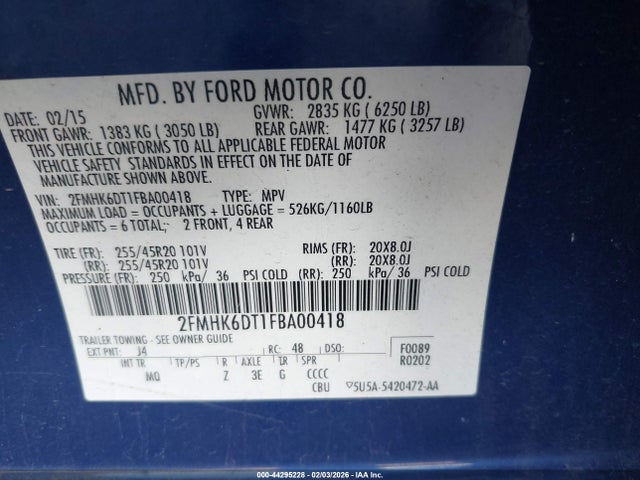 MFD. BY FORD MOTOR CO.
DATE: 02/15 GVWR: 2835 KG ( 6250 LB)
FRONT GAWR: 1383 KG ( 3050 LB) REAR GAWR: 1477 KG ( 3257 LB)
THIS VEHICLE CONFORMS TO ALL APPLICABLE FEDERAL MOTOR
VEHICLE SAFETY STANDARDS IN EFFECT ON THE DATE OF
MANUFACTURE SHOWN ABOVE.
VIN: 2FMHK6DT1FBA00418 TYPE: MPV
MAXIMUM LOAD = OCCUPANTS + LUGGAGE = 526KG/1160LB
OCCUPANTS = 6 TOTAL; 2 FRONT, 4 REAR
TIRE (FR): 255/45R20 101V RIMS (FR): 20X8.0J
(RR): 255/45R20 101V (RR): 20X8.0J
PRESSURE (FR): 250 kPa/ 36 PSI COLD (RR): 250 kPa/ 36 PSI COLD
2FMHK6DT1FBA00418
TRAILER TOWING - SEE OWNER GUIDE
EXT PNT: J4 RC: 48 DSO: F0089
INT TR TP/PS R AXLE TR SPR R0202
MQ Z 3E G CCCC
CBU 5U5A-5420472-AA
000-44295228 - 02/03/2026 - IAA Inc.